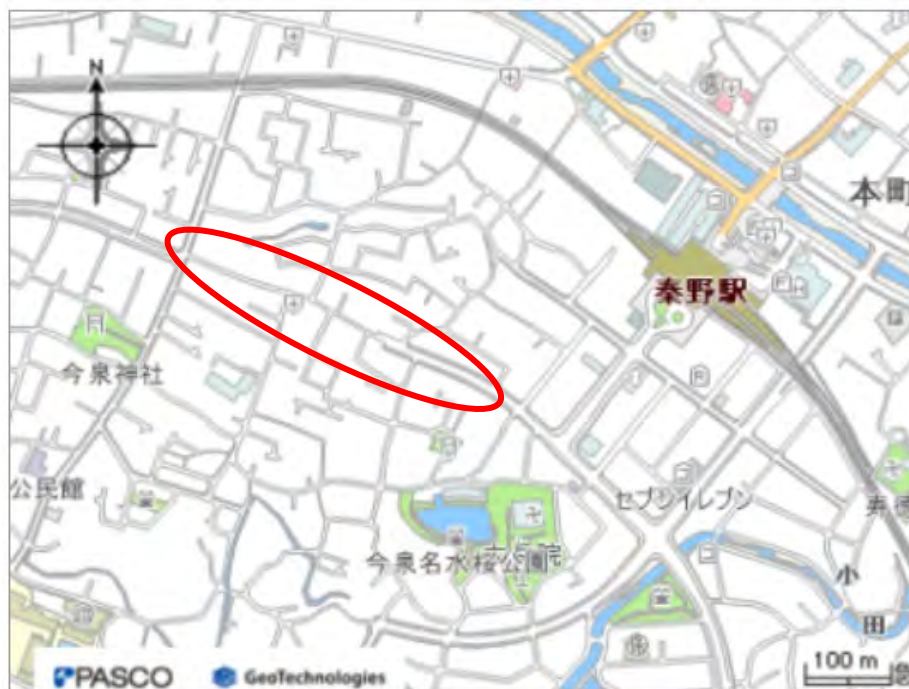 N
本町
秦野駅
今泉神社
公民館
セブンイレブン
今泉名水桜公園
小
田
100 m
PASCO
GeoTechnologies